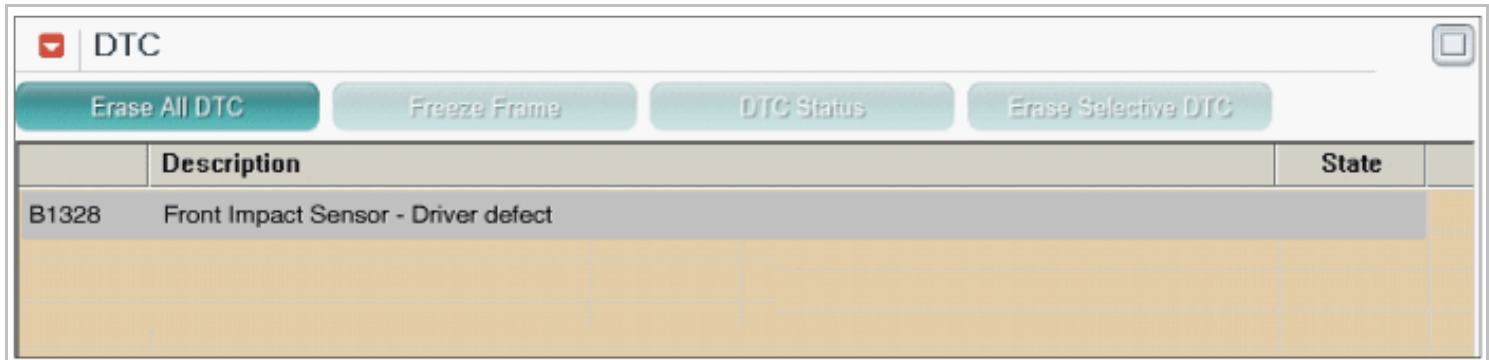 DTC
Erase All DTC Freeze Frame DTC Status Erase Selective DTC
Description State
B1328 Front Impact Sensor - Driver defect